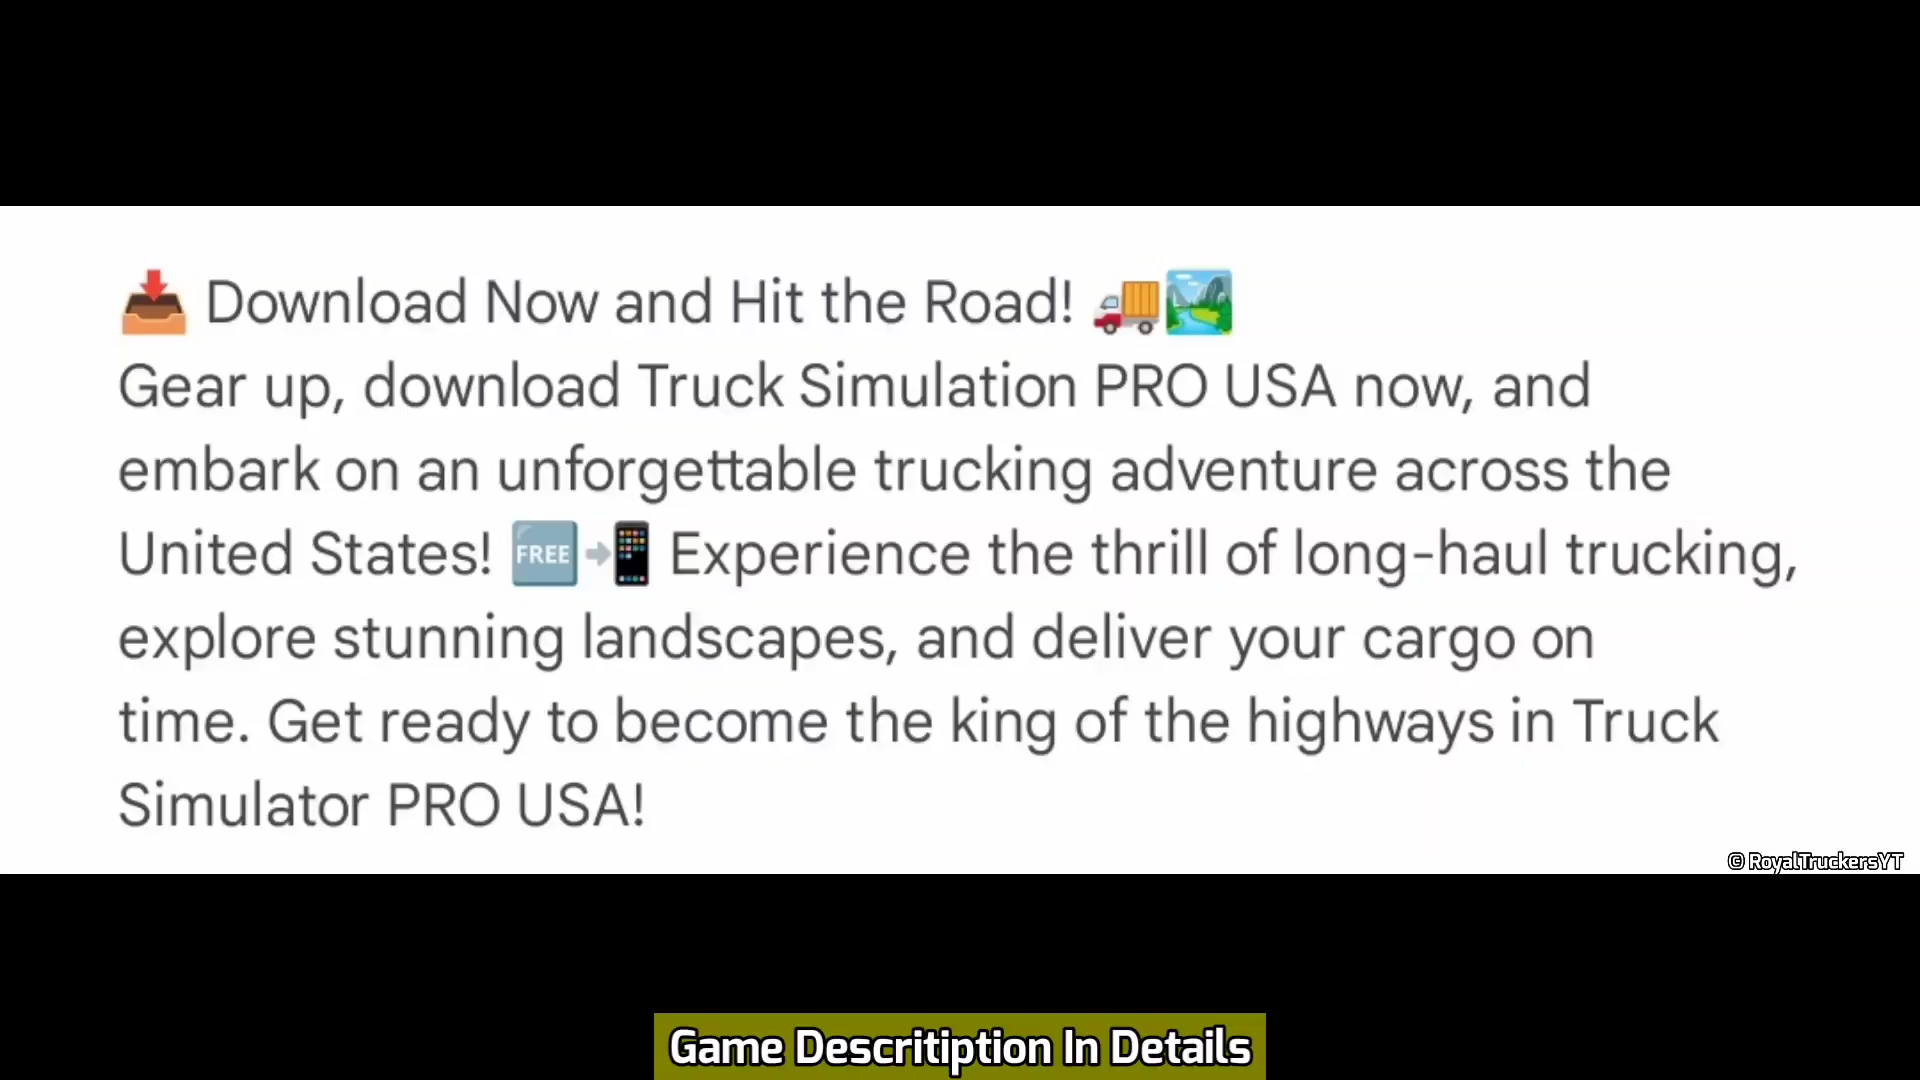 📥 Download Now and Hit the Road! 🚚🏞️
Gear up, download Truck Simulation PRO USA now, and
embark on an unforgettable trucking adventure across the
United States! 🆓📲 Experience the thrill of long-haul trucking,
explore stunning landscapes, and deliver your cargo on
time. Get ready to become the king of the highways in Truck
Simulator PRO USA!
© RoyalTruckersYT
Game Descritiption In Details